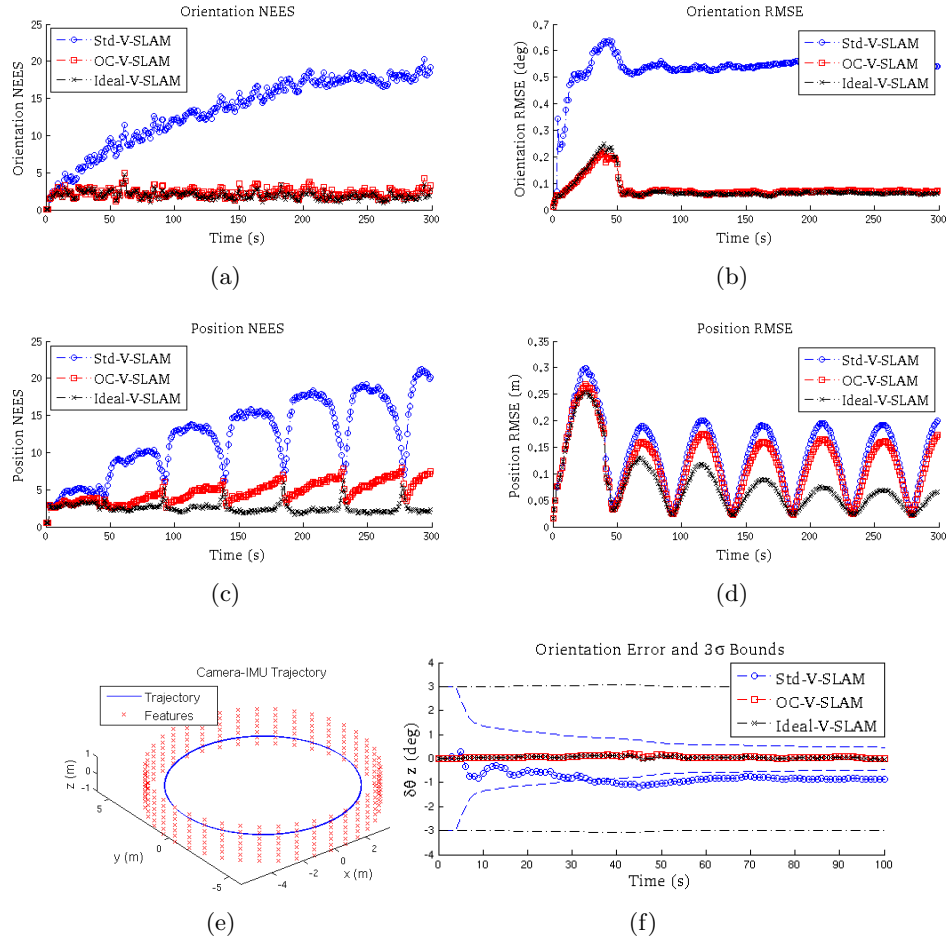 Orientation NEES
25
20
15
10
5
0
Orientation NEES
Std-V-SLAM
OC-V-SLAM
Ideal-V-SLAM
0 50 100 150 200 250 300
Time (s)
(a)
Orientation RMSE
0.7
0.6
0.5
0.4
0.3
0.2
0.1
0
Orientation RMSE (deg)
Std-V-SLAM
OC-V-SLAM
Ideal-V-SLAM
0 50 100 150 200 250 300
Time (s)
(b)
Position NEES
25
20
15
10
5
0
Position NEES
Std-V-SLAM
OC-V-SLAM
Ideal-V-SLAM
0 50 100 150 200 250 300
Time (s)
(c)
Position RMSE
0.35
0.3
0.25
0.2
0.15
0.1
0.05
0
Position RMSE (m)
Std-V-SLAM
OC-V-SLAM
Ideal-V-SLAM
0 50 100 150 200 250 300
Time (s)
(d)
Camera-IMU Trajectory
Trajectory
Features
z (m)
1
0
-1
y (m)
5
0
-5
x (m)
-4 -2 0 2
(e)
Orientation Error and 3σ Bounds
4
3
2
1
0
-1
-2
-3
-4
δθ z (deg)
Std-V-SLAM
OC-V-SLAM
Ideal-V-SLAM
0 10 20 30 40 50 60 70 80 90 100
Time (s)
(f)